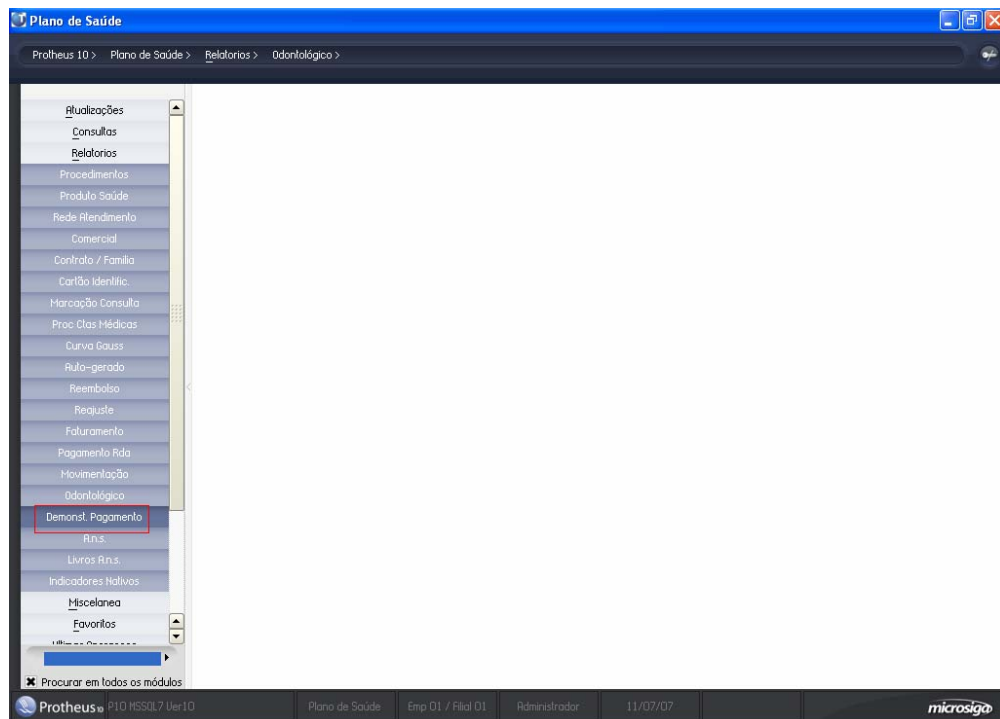 Plano de Saúde
Protheus 10 > Plano de Saúde > Relatorios > Odontológico >
Atualizações
Consultas
Relatorios
Procedimentos
Produto Saúde
Rede Atendimento
Comercial
Contrato / Familia
Cartão Identific.
Marcação Consulta
Proc Ctas Médicas
Curva Gauss
Auto-gerado
Reembolso
Reajuste
Faturamento
Pagamento Rda
Movimentação
Odontológico
Demonst. Pagamento
A.n.s.
Livros A.n.s.
Indicadores Nativos
Miscelanea
Favoritos
Procurar em todos os módulos
Protheus 10 P10 MSSQL7 Ver10 Plano de Saúde Emp 01 / Filial 01 Administrador 11/07/07 microsiga